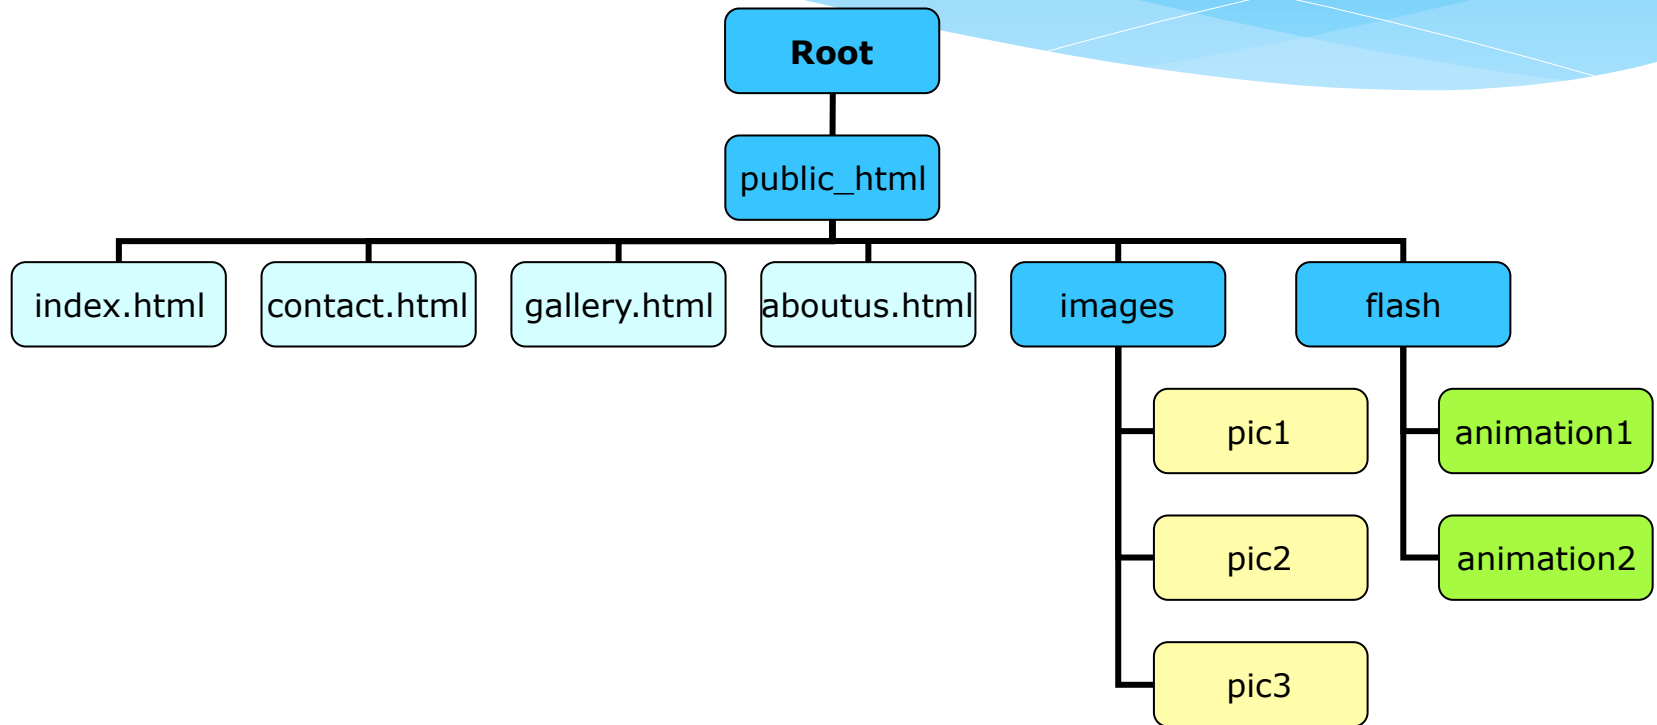 Root
public_html
index.html
contact.html
gallery.html
aboutus.html
images
flash
pic1
animation1
pic2
animation2
pic3